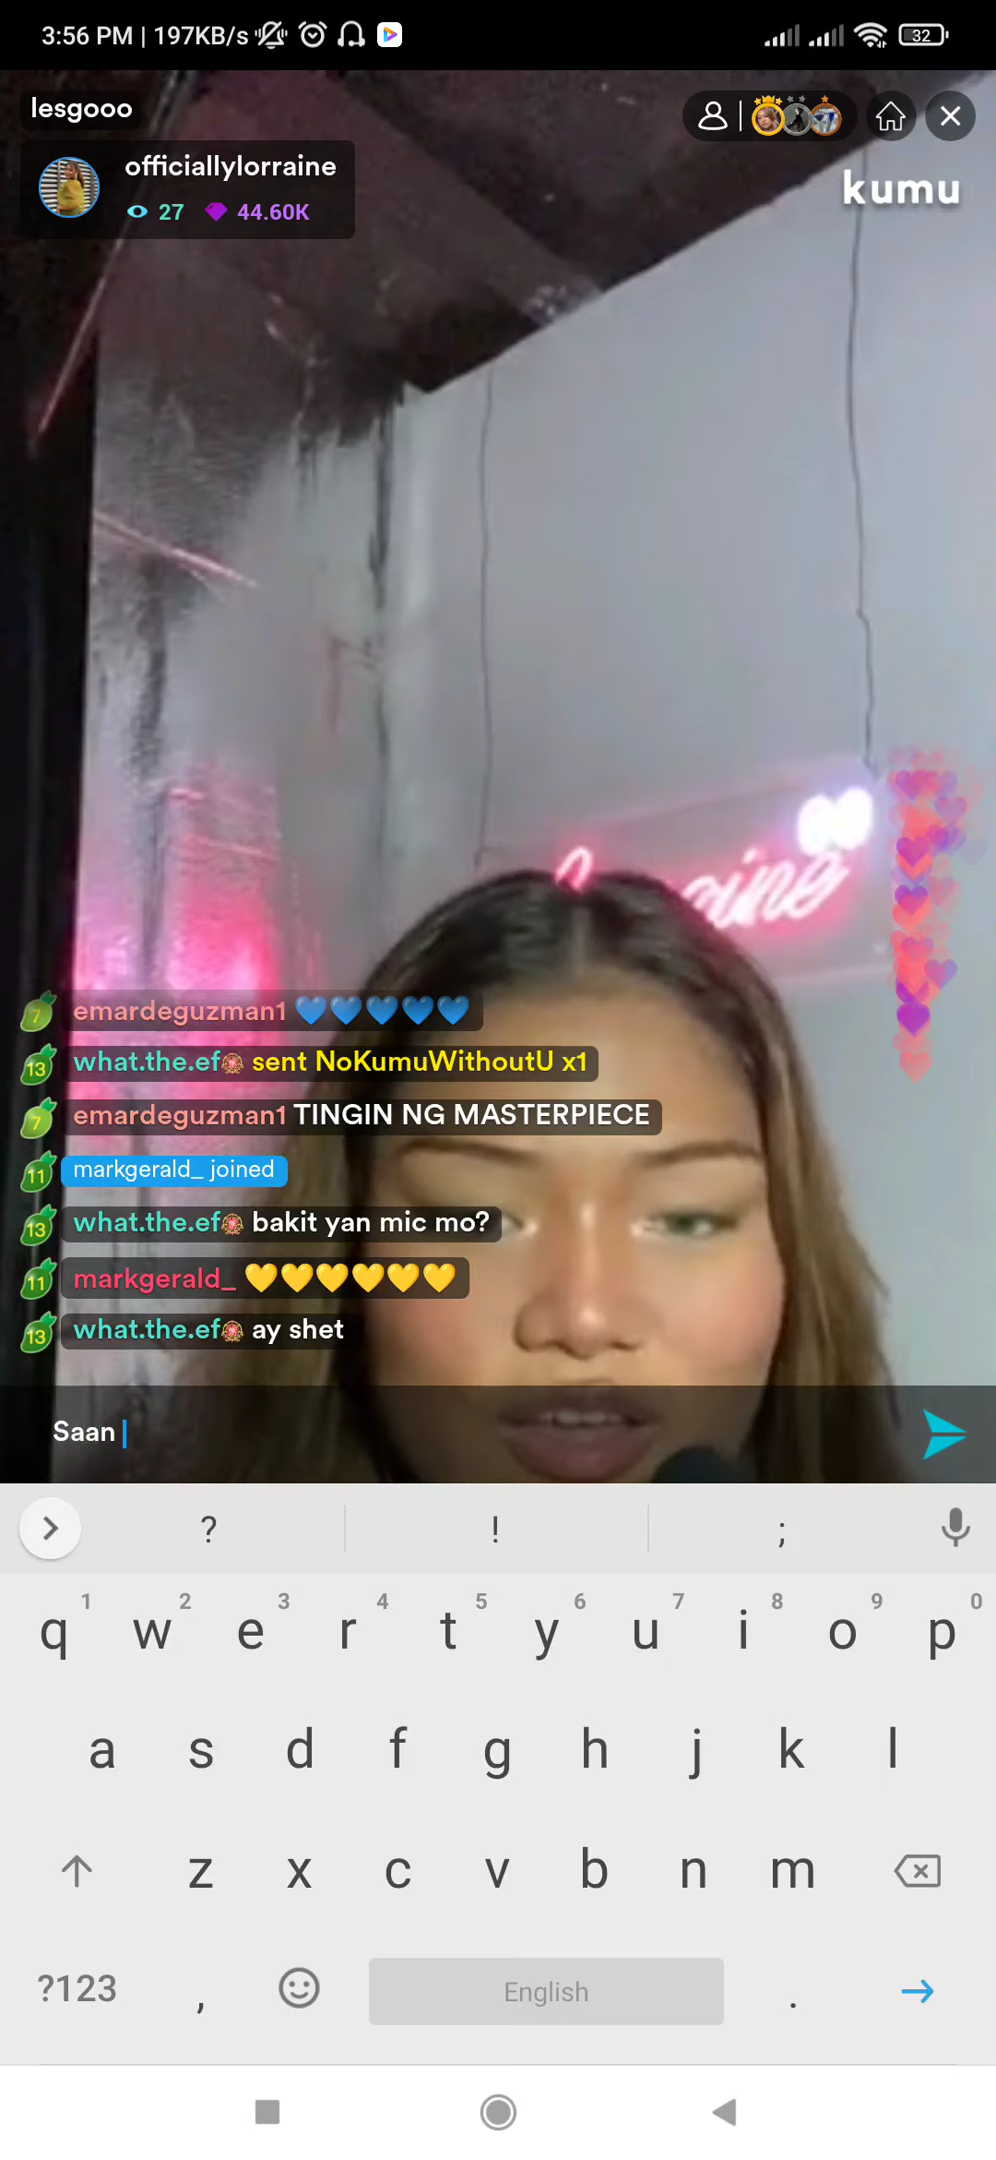 3:56 PM | 197KB/s
32
lesgooo
officiallylorraine
27 44.60K
kumu
aine
7 emardeguzman1 💙💙💙💙💙
13 what.the.ef sent NoKumuWithoutU x1
7 emardeguzman1 TINGIN NG MASTERPIECE
11 markgerald_ joined
13 what.the.ef bakit yan mic mo?
11 markgerald_ 💛💛💛💛💛💛
13 what.the.ef ay shet
Saan
? ! ;
1 2 3 4 5 6 7 8 9 0
q w e r t y u i o p
a s d f g h j k l
z x c v b n m
?123 , English .